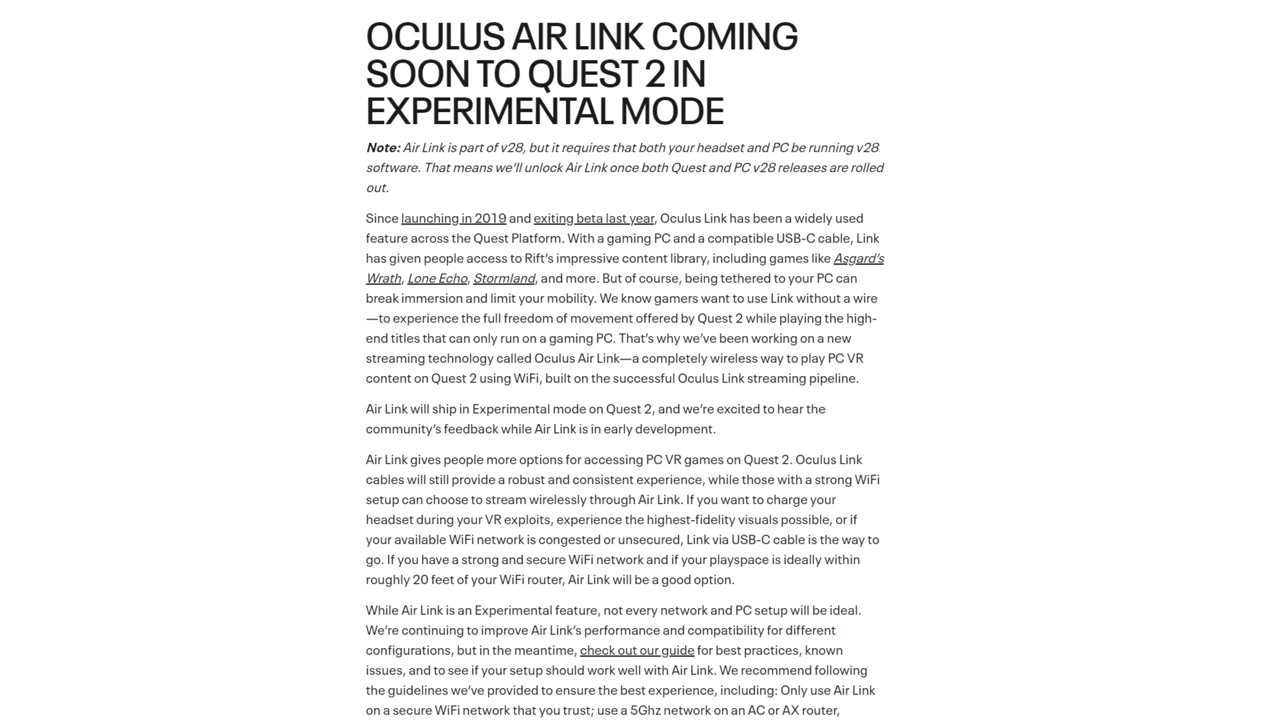 OCULUS AIR LINK COMING
SOON TO QUEST 2 IN
EXPERIMENTAL MODE
Note: Air Link is part of v28, but it requires that both your headset and PC be running v28
software. That means we’ll unlock Air Link once both Quest and PC v28 releases are rolled
out.
Since launching in 2019 and exiting beta last year, Oculus Link has been a widely used
feature across the Quest Platform. With a gaming PC and a compatible USB-C cable, Link
has given people access to Rift’s impressive content library, including games like Asgard’s
Wrath, Lone Echo, Stormland, and more. But of course, being tethered to your PC can
break immersion and limit your mobility. We know gamers want to use Link without a wire
—to experience the full freedom of movement offered by Quest 2 while playing the high-
end titles that can only run on a gaming PC. That’s why we’ve been working on a new
streaming technology called Oculus Air Link—a completely wireless way to play PC VR
content on Quest 2 using WiFi, built on the successful Oculus Link streaming pipeline.
Air Link will ship in Experimental mode on Quest 2, and we’re excited to hear the
community’s feedback while Air Link is in early development.
Air Link gives people more options for accessing PC VR games on Quest 2. Oculus Link
cables will still provide a robust and consistent experience, while those with a strong WiFi
setup can choose to stream wirelessly through Air Link. If you want to charge your
headset during your VR exploits, experience the highest-fidelity visuals possible, or if
your available WiFi network is congested or unsecured, Link via USB-C cable is the way to
go. If you have a strong and secure WiFi network and if your playspace is ideally within
roughly 20 feet of your WiFi router, Air Link will be a good option.
While Air Link is an Experimental feature, not every network and PC setup will be ideal.
We’re continuing to improve Air Link’s performance and compatibility for different
configurations, but in the meantime, check out our guide for best practices, known
issues, and to see if your setup should work well with Air Link. We recommend following
the guidelines we’ve provided to ensure the best experience, including: Only use Air Link
on a secure WiFi network that you trust; use a 5Ghz network on an AC or AX router,